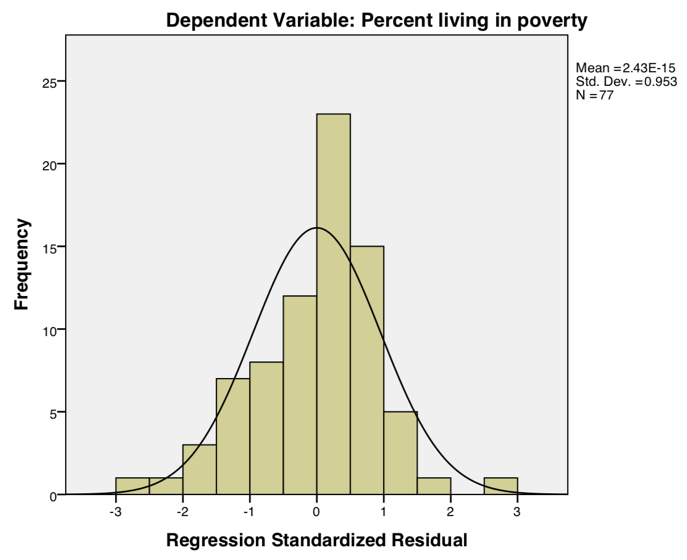 Dependent Variable: Percent living in poverty
Mean =2.43E-15
Std. Dev. =0.953
N =77
Frequency
25
20
15
10
5
0
-3 -2 -1 0 1 2 3
Regression Standardized Residual